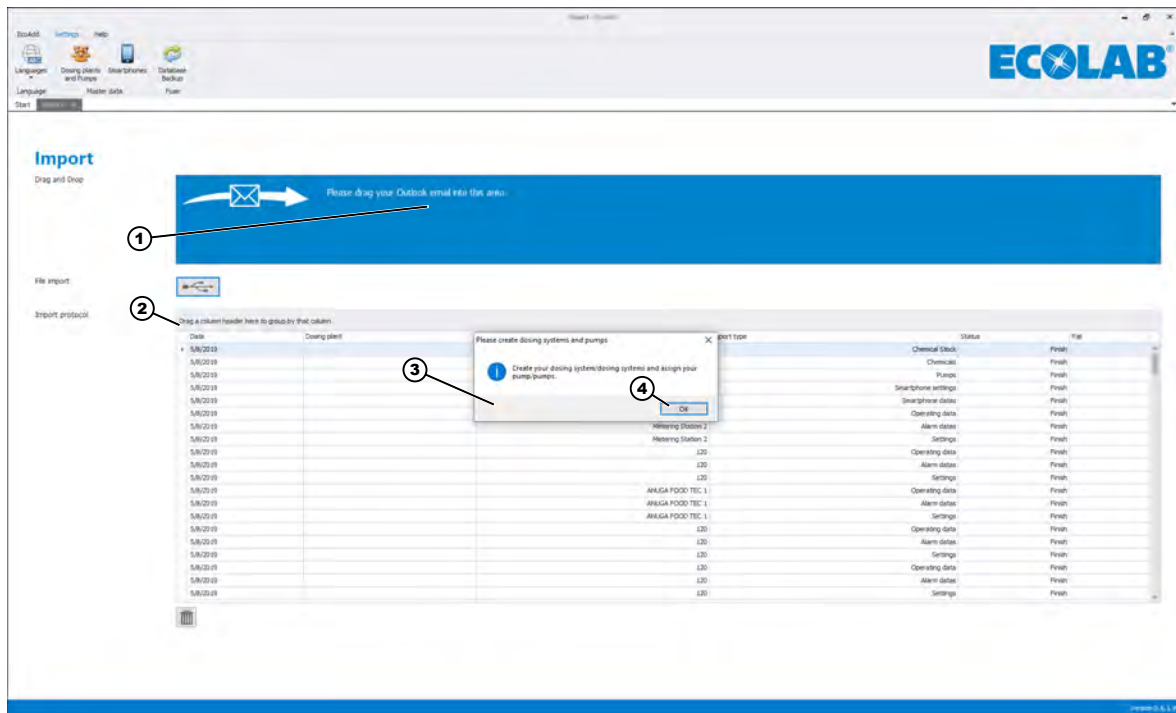 EcoAdd Settings Help
Languages
Dosing plants and Pumps
Smartphones
Database Backup
Language Master data
ECOLAB®
Start
Import
Drag and Drop
Please drag your Outlook email into this area.
1
File import
2
Import protocol
Drag a column header here to group by that column
Date Dosing plant port type Status
5/8/2019 Chemical Stock Finish
5/8/2019 Chemicals Finish
5/8/2019 Pumps Finish
5/8/2019 Smartphone settings Finish
5/8/2019 Smartphone datas Finish
5/8/2019 Operating data Finish
5/8/2019 Metering Station 2 Alarm datas Finish
5/8/2019 Metering Station 2 Settings Finish
5/8/2019 120 Operating data Finish
5/8/2019 120 Alarm datas Finish
5/8/2019 120 Settings Finish
5/8/2019 ANUGA FOOD TEC 1 Operating data Finish
5/8/2019 ANUGA FOOD TEC 1 Alarm datas Finish
5/8/2019 ANUGA FOOD TEC 1 Settings Finish
5/8/2019 120 Operating data Finish
5/8/2019 120 Alarm datas Finish
5/8/2019 120 Settings Finish
5/8/2019 120 Operating data Finish
5/8/2019 120 Alarm datas Finish
5/8/2019 120 Settings Finish
Please create dosing systems and pumps
3
Create your dosing system/dosing systems and assign your
pump/pumps.
4
OK